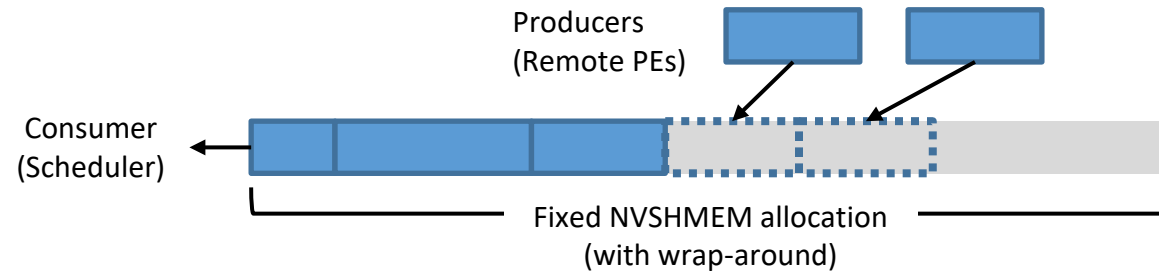 Producers
(Remote PEs)
Consumer
(Scheduler)
Fixed NVSHMEM allocation
(with wrap-around)